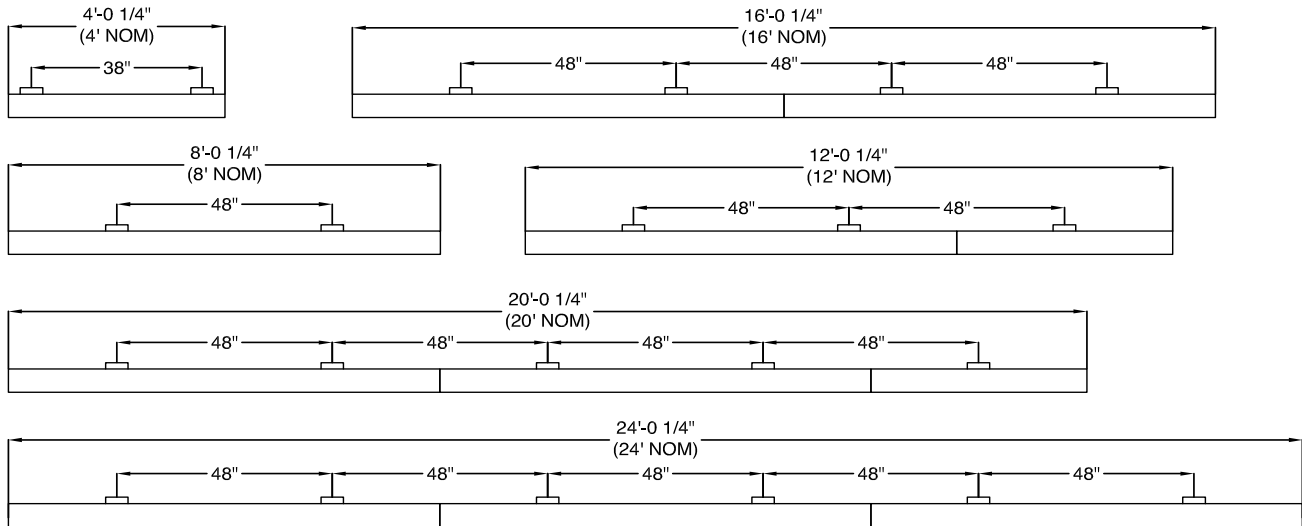 4'-0 1/4"
(4' NOM)
38"
16'-0 1/4"
(16' NOM)
48" 48" 48"
8'-0 1/4"
(8' NOM)
48"
12'-0 1/4"
(12' NOM)
48" 48"
20'-0 1/4"
(20' NOM)
48" 48" 48" 48"
24'-0 1/4"
(24' NOM)
48" 48" 48" 48" 48"